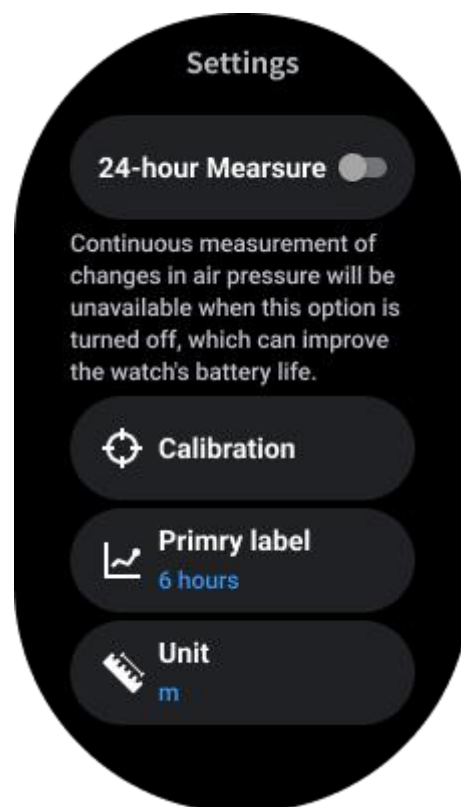 Settings
24-hour Mearsure
Continuous measurement of
changes in air pressure will be
unavailable when this option is
turned off, which can improve
the watch's battery life.
Calibration
Primry label
6 hours
Unit
m